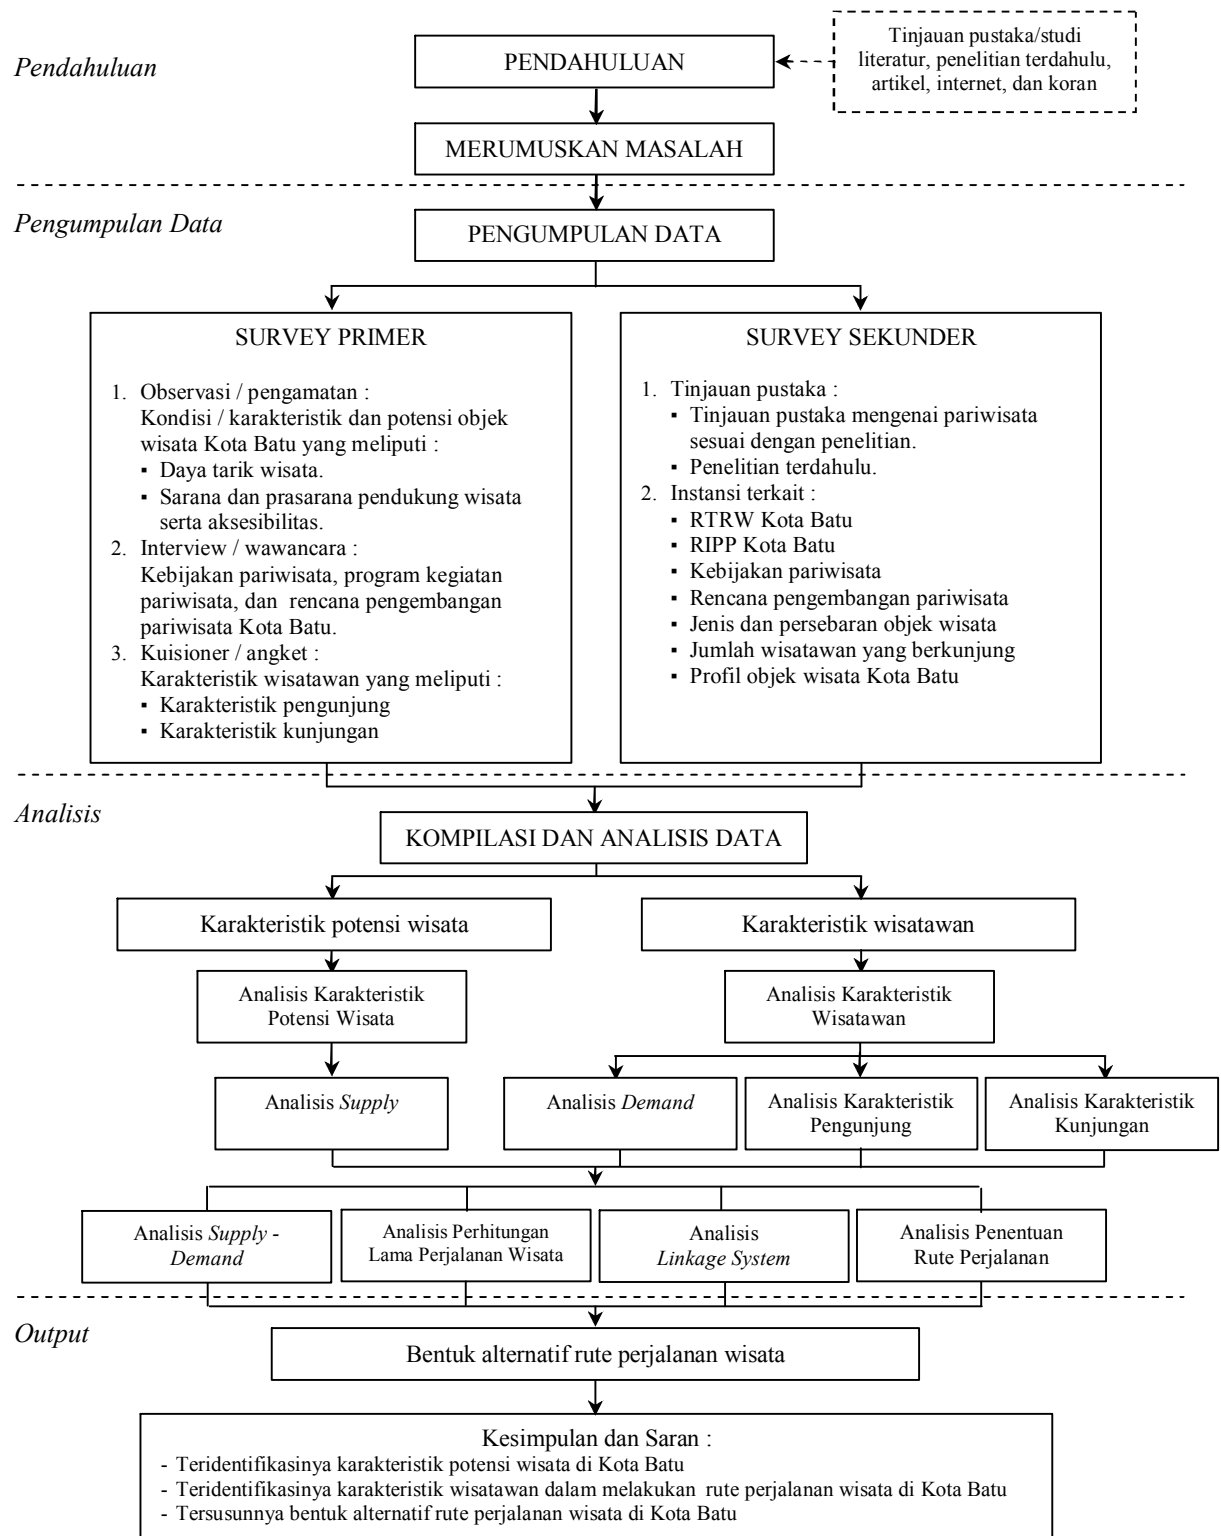 Pendahuluan
PENDAHULUAN
Tinjauan pustaka/studi
literatur, penelitian terdahulu,
artikel, internet, dan koran
MERUMUSKAN MASALAH
Pengumpulan Data
PENGUMPULAN DATA
SURVEY PRIMER
1. Observasi / pengamatan :
Kondisi / karakteristik dan potensi objek
wisata Kota Batu yang meliputi :
▪ Daya tarik wisata.
▪ Sarana dan prasarana pendukung wisata
serta aksesibilitas.
2. Interview / wawancara :
Kebijakan pariwisata, program kegiatan
pariwisata, dan rencana pengembangan
pariwisata Kota Batu.
3. Kuisioner / angket :
Karakteristik wisatawan yang meliputi :
▪ Karakteristik pengunjung
▪ Karakteristik kunjungan
SURVEY SEKUNDER
1. Tinjauan pustaka :
▪ Tinjauan pustaka mengenai pariwisata
sesuai dengan penelitian.
▪ Penelitian terdahulu.
2. Instansi terkait :
▪ RTRW Kota Batu
▪ RIPP Kota Batu
▪ Kebijakan pariwisata
▪ Rencana pengembangan pariwisata
▪ Jenis dan persebaran objek wisata
▪ Jumlah wisatawan yang berkunjung
▪ Profil objek wisata Kota Batu
Analisis
KOMPILASI DAN ANALISIS DATA
Karakteristik potensi wisata
Karakteristik wisatawan
Analisis Karakteristik
Potensi Wisata
Analisis Karakteristik
Wisatawan
Analisis Supply
Analisis Demand
Analisis Karakteristik
Pengunjung
Analisis Karakteristik
Kunjungan
Analisis Supply -
Demand
Analisis Perhitungan
Lama Perjalanan Wisata
Analisis
Linkage System
Analisis Penentuan
Rute Perjalanan
Output
Bentuk alternatif rute perjalanan wisata
Kesimpulan dan Saran :
- Teridentifikasinya karakteristik potensi wisata di Kota Batu
- Teridentifikasinya karakteristik wisatawan dalam melakukan rute perjalanan wisata di Kota Batu
- Tersusunnya bentuk alternatif rute perjalanan wisata di Kota Batu